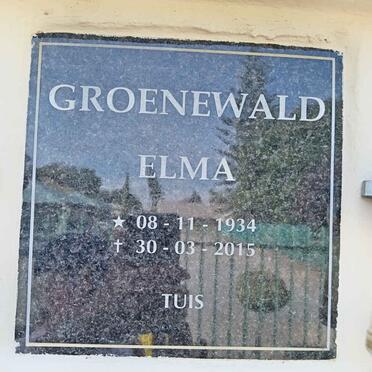 GROENEWALD
ELMA
★ 08 - 11 - 1934
✝ 30 - 03 - 2015
TUIS